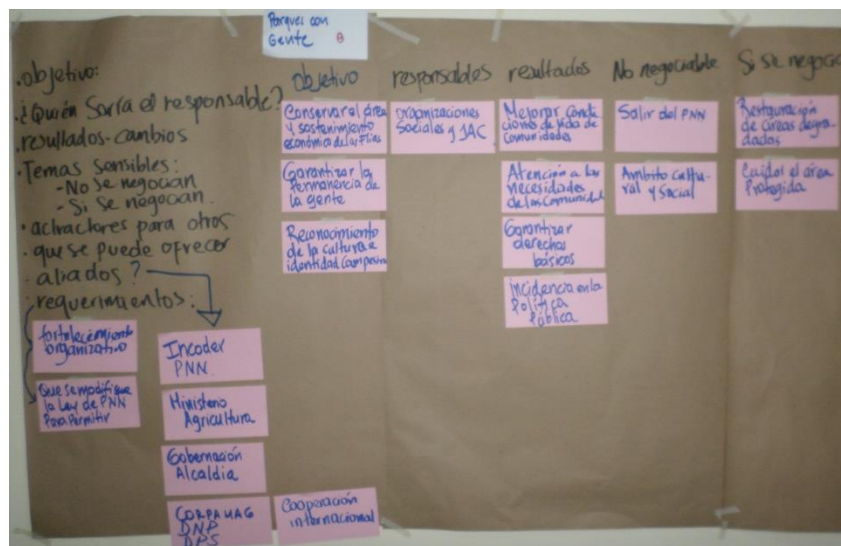 Parques con
Gente B
.objetivo:
.¿Quién Sería el responsable?
.resultados-cambios
.Temas sensibles:
-No se negocian
-Si se negocian.
. actractores para otros
. que se puede ofrecer
. aliados?
. requerimientos:
fortalecimiento
organizativo
Que se modifique
la Ley de PNN
Para Permitir
Incoder
PNN.
Ministerio
Agricultura
Gobernación
Alcaldia
CORPAMAG
DNP
DPS
Cooperación
internacional
objetivo
Conservar el área
y sostenimiento
económico de las Flias
Garantizar la
Permanencia de
la gente
Reconocimiento
de la cultura e
identidad Campesina
responsables
organizaciones
Sociales y JAC
resultados
Mejorar Condi-
ciones de vida de
Comunidades
Atención a las
necesidades
de las Comunidad
Garantizar
derechos
básicos
incidencia en la
Política
Pública
No negociable
Salir del PNN
Ambito Cultu-
ral y Social
Si se negocia
Restauración
de áreas degra-
dadas
Cuidar el área
Protegida